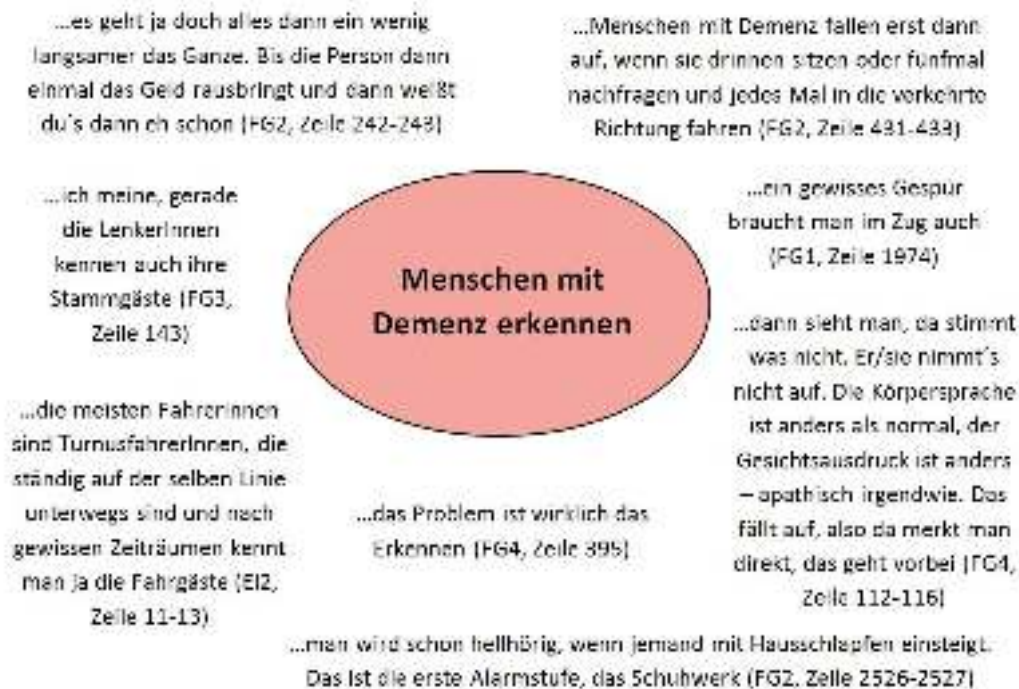 ...es geht ja doch alles dann ein wenig
langsamer das Ganze. Bis die Person dann
einmal das Geld rausbringt und dann weißt
du´s dann eh schon (FG2, Zeile 242-243)
...Menschen mit Demenz fallen erst dann
auf, wenn sie drinnen sitzen oder fünfmal
nachfragen und jedes Mal in die verkehrte
Richtung fahren (FG2, Zeile 431-433)
...ich meine, gerade
die LenkerInnen
kennen auch ihre
Stammgäste (FG3,
Zeile 143)
Menschen mit
Demenz erkennen
...ein gewisses Gespür
braucht man im Zug auch
(FG1, Zeile 1974)
...dann sieht man, da stimmt
was nicht. Er/sie nimmt´s
nicht auf. Die Körpersprache
ist anders als normal, der
Gesichtsausdruck ist anders
– apathisch irgendwie. Das
fällt auf, also da merkt man
direkt, das geht vorbei (FG4,
Zeile 112-116)
...die meisten FahrerInnen
sind TurnusfahrerInnen, die
ständig auf der selben Linie
unterwegs sind und nach
gewissen Zeiträumen kennt
man ja die Fahrgäste (EI2,
Zeile 11-13)
...das Problem ist wirklich das
Erkennen (FG4, Zeile 395)
...man wird schon hellhörig, wenn jemand mit Hausschlapfen einsteigt.
Das ist die erste Alarmstufe, das Schuhwerk (FG2, Zeile 2526-2527)